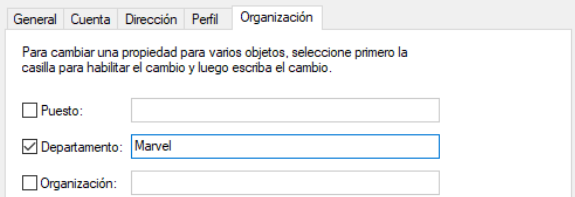 General Cuenta Dirección Perfil Organización
Para cambiar una propiedad para varios objetos, seleccione primero la
casilla para habilitar el cambio y luego escriba el cambio.
Puesto:
Departamento: Marvel
Organización: